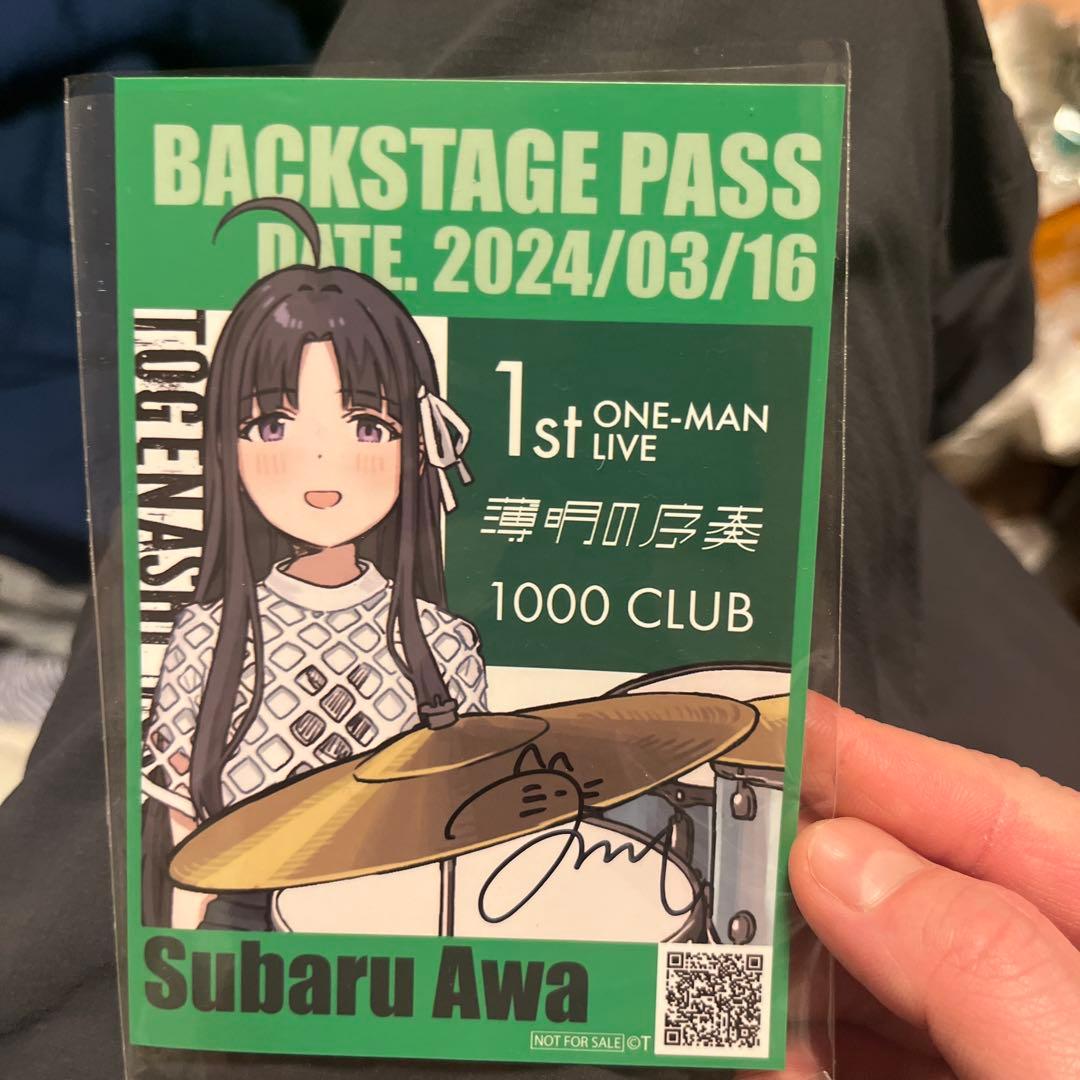 BACKSTAGE PASS
DATE. 2024/03/16
TOGENASHI
1st ONE-MAN
LIVE
薄明の序奏
1000 CLUB
Subaru Awa
NOT FOR SALE ©T